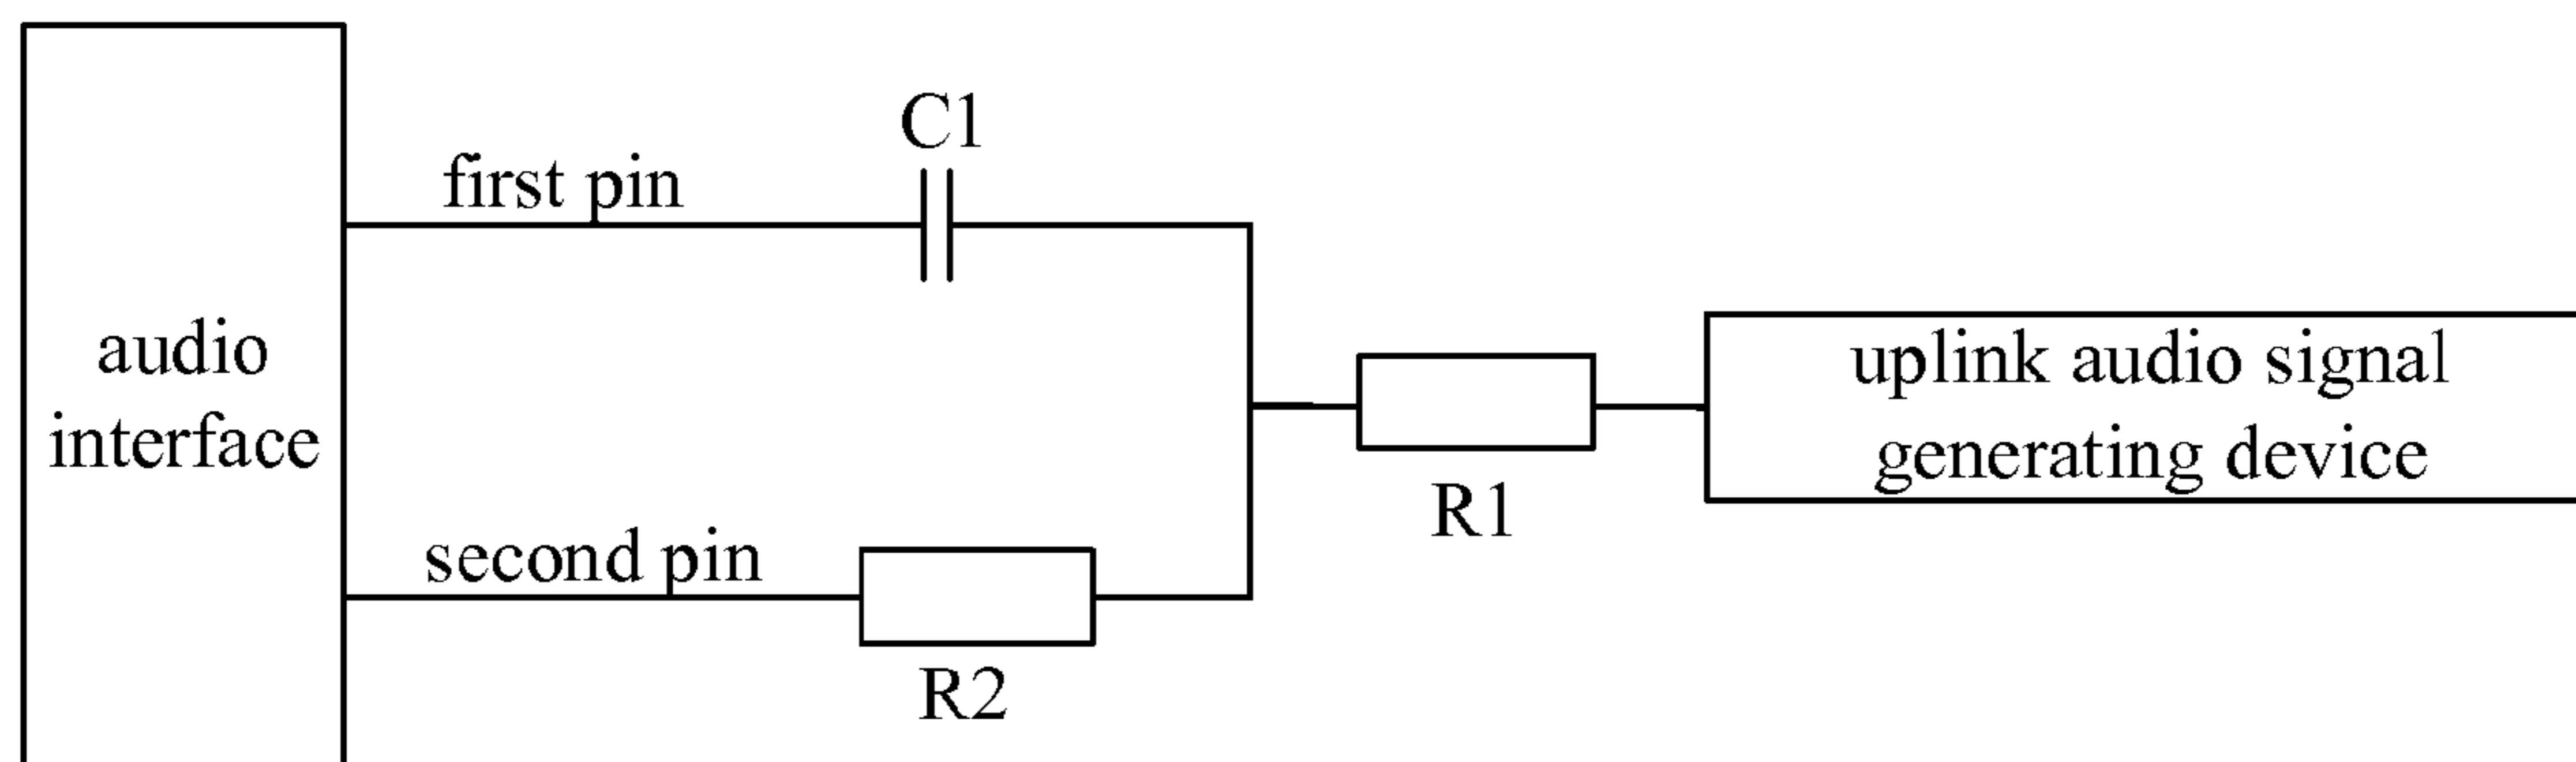 C1
first pin
audio
interface
uplink audio signal
generating device
R1
second pin
R2